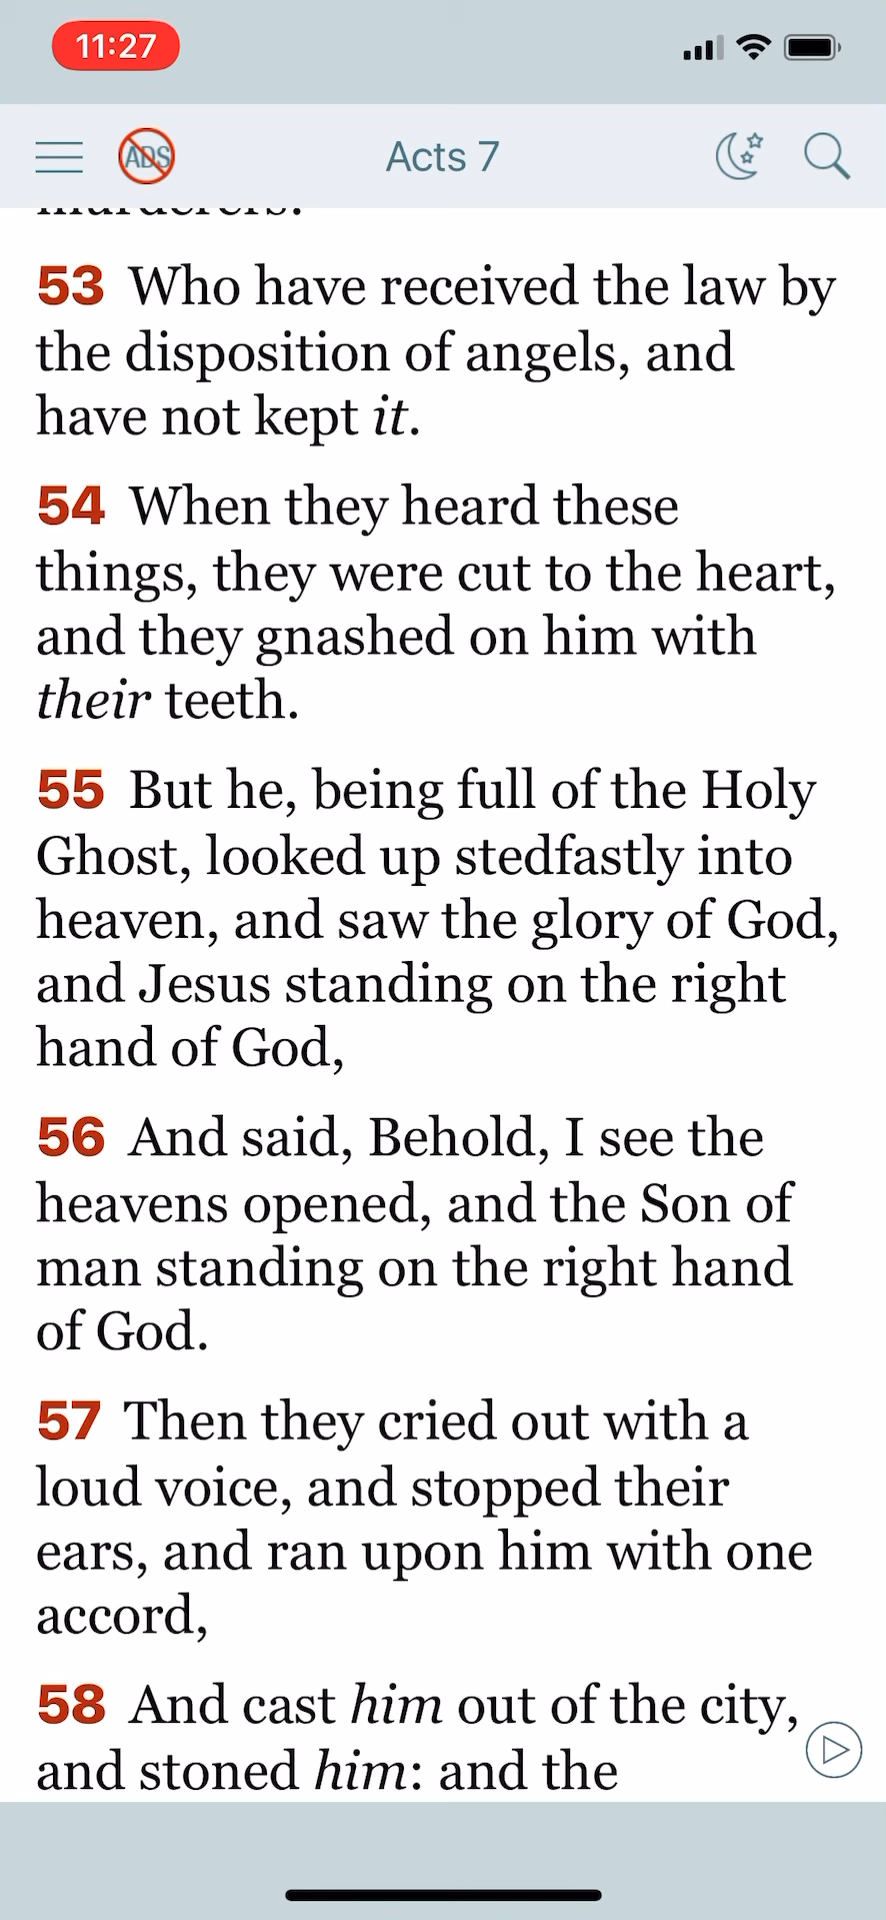 11:27
ADS
Acts 7
murderers:
53 Who have received the law by
the disposition of angels, and
have not kept it.
54 When they heard these
things, they were cut to the heart,
and they gnashed on him with
their teeth.
55 But he, being full of the Holy
Ghost, looked up stedfastly into
heaven, and saw the glory of God,
and Jesus standing on the right
hand of God,
56 And said, Behold, I see the
heavens opened, and the Son of
man standing on the right hand
of God.
57 Then they cried out with a
loud voice, and stopped their
ears, and ran upon him with one
accord,
58 And cast him out of the city,
and stoned him: and the